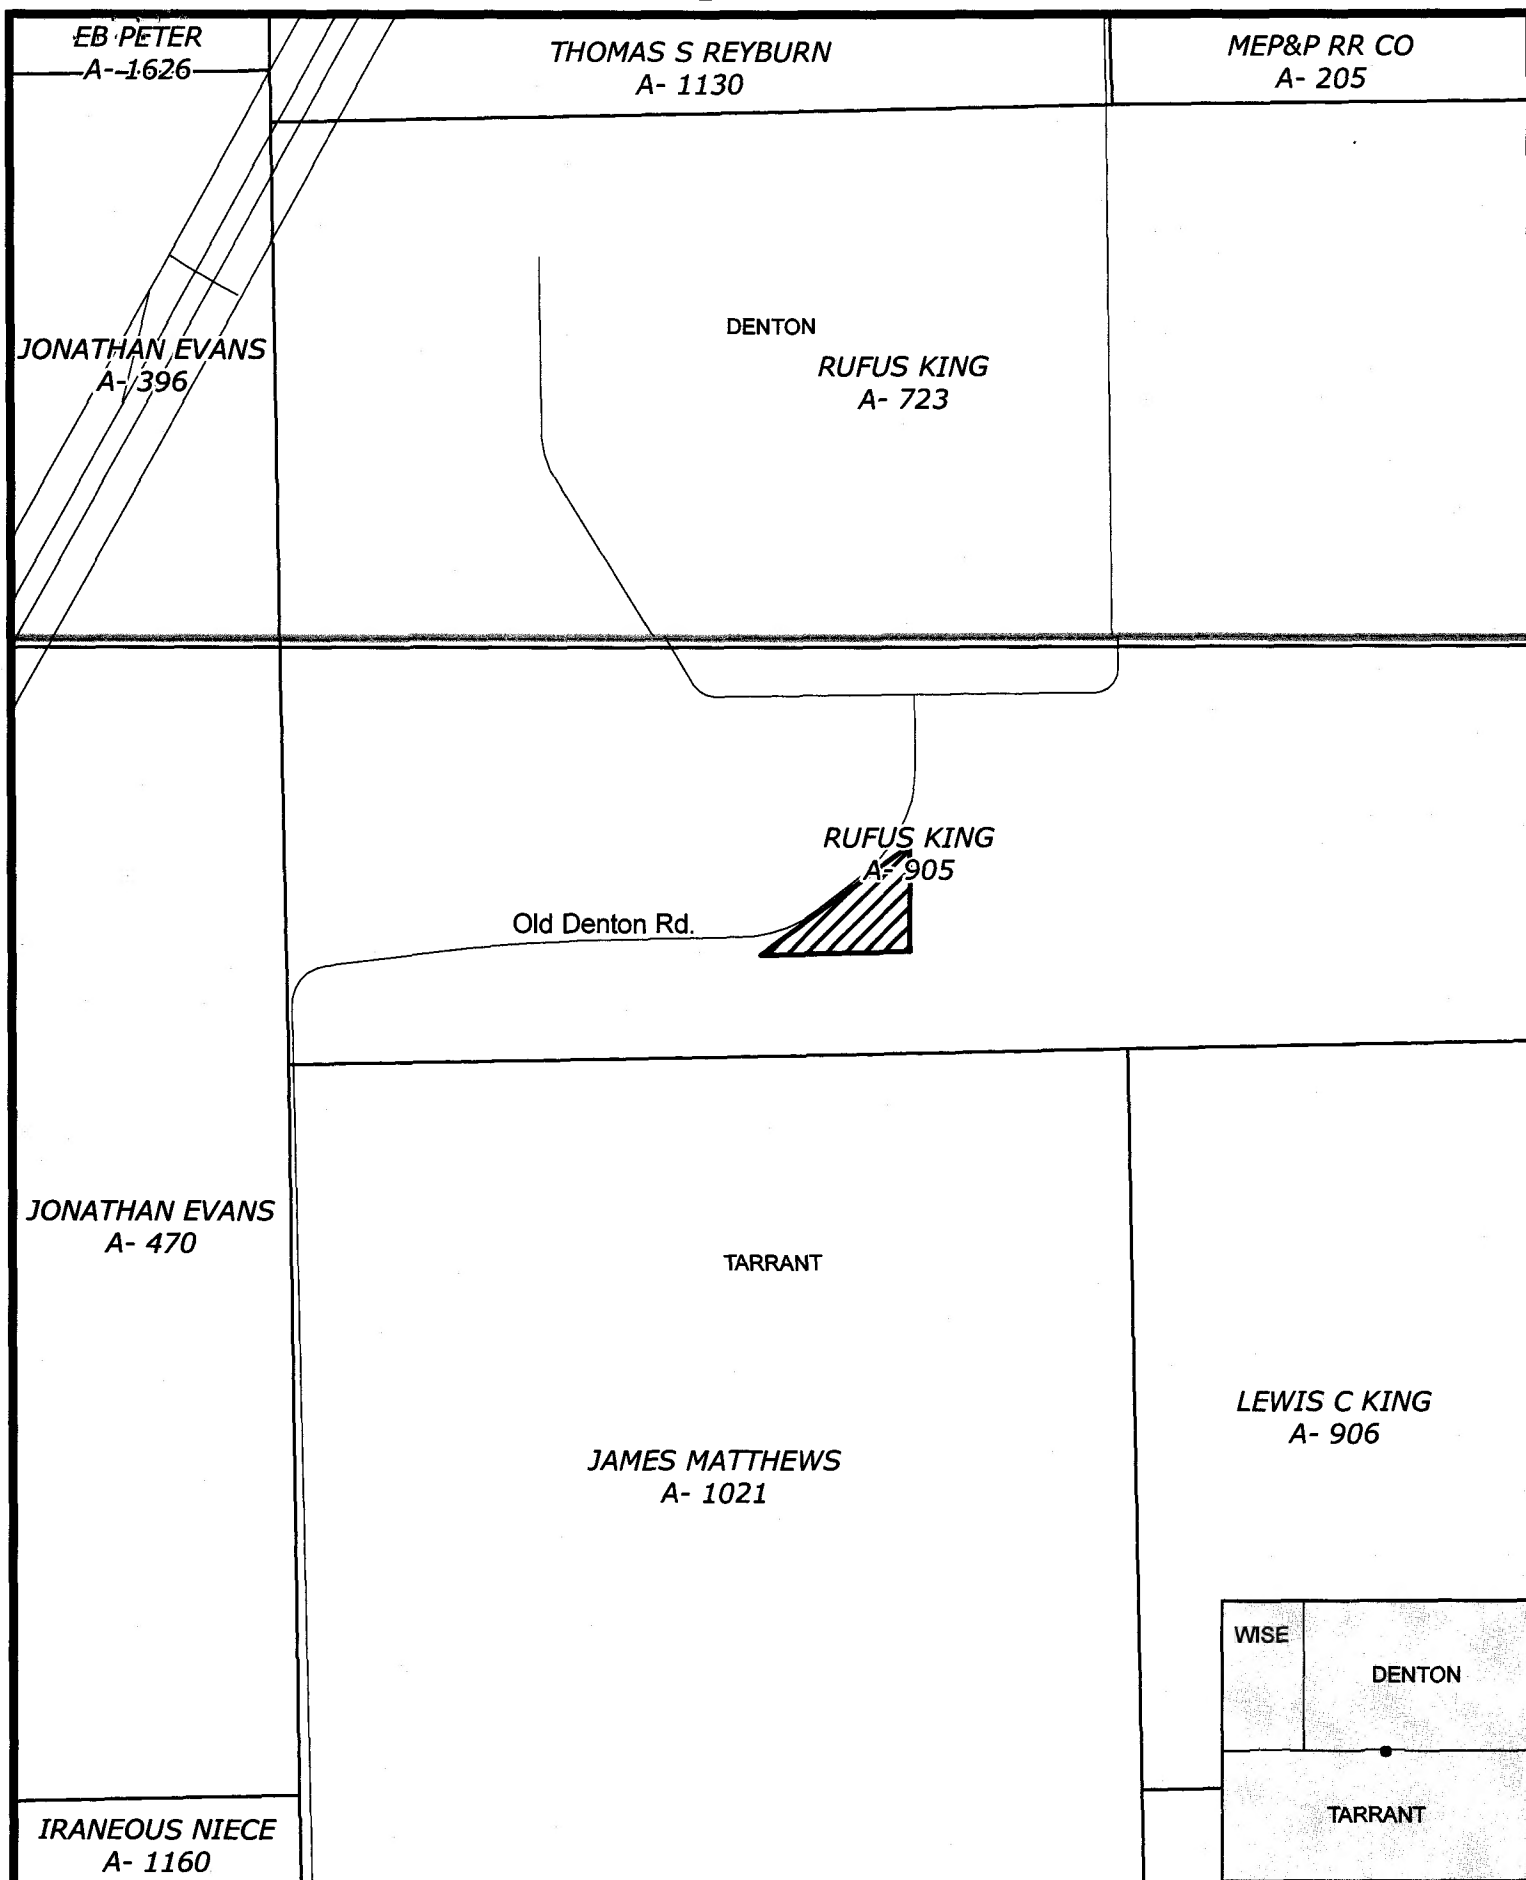 EB PETER
A- 1626
THOMAS S REYBURN
A- 1130
MEP&P RR CO
A- 205
JONATHAN EVANS
A- 396
DENTON
RUFUS KING
A- 723
RUFUS KING
A- 905
Old Denton Rd.
JONATHAN EVANS
A- 470
TARRANT
JAMES MATTHEWS
A- 1021
LEWIS C KING
A- 906
WISE
DENTON
TARRANT
IRANEOUS NIECE
A- 1160